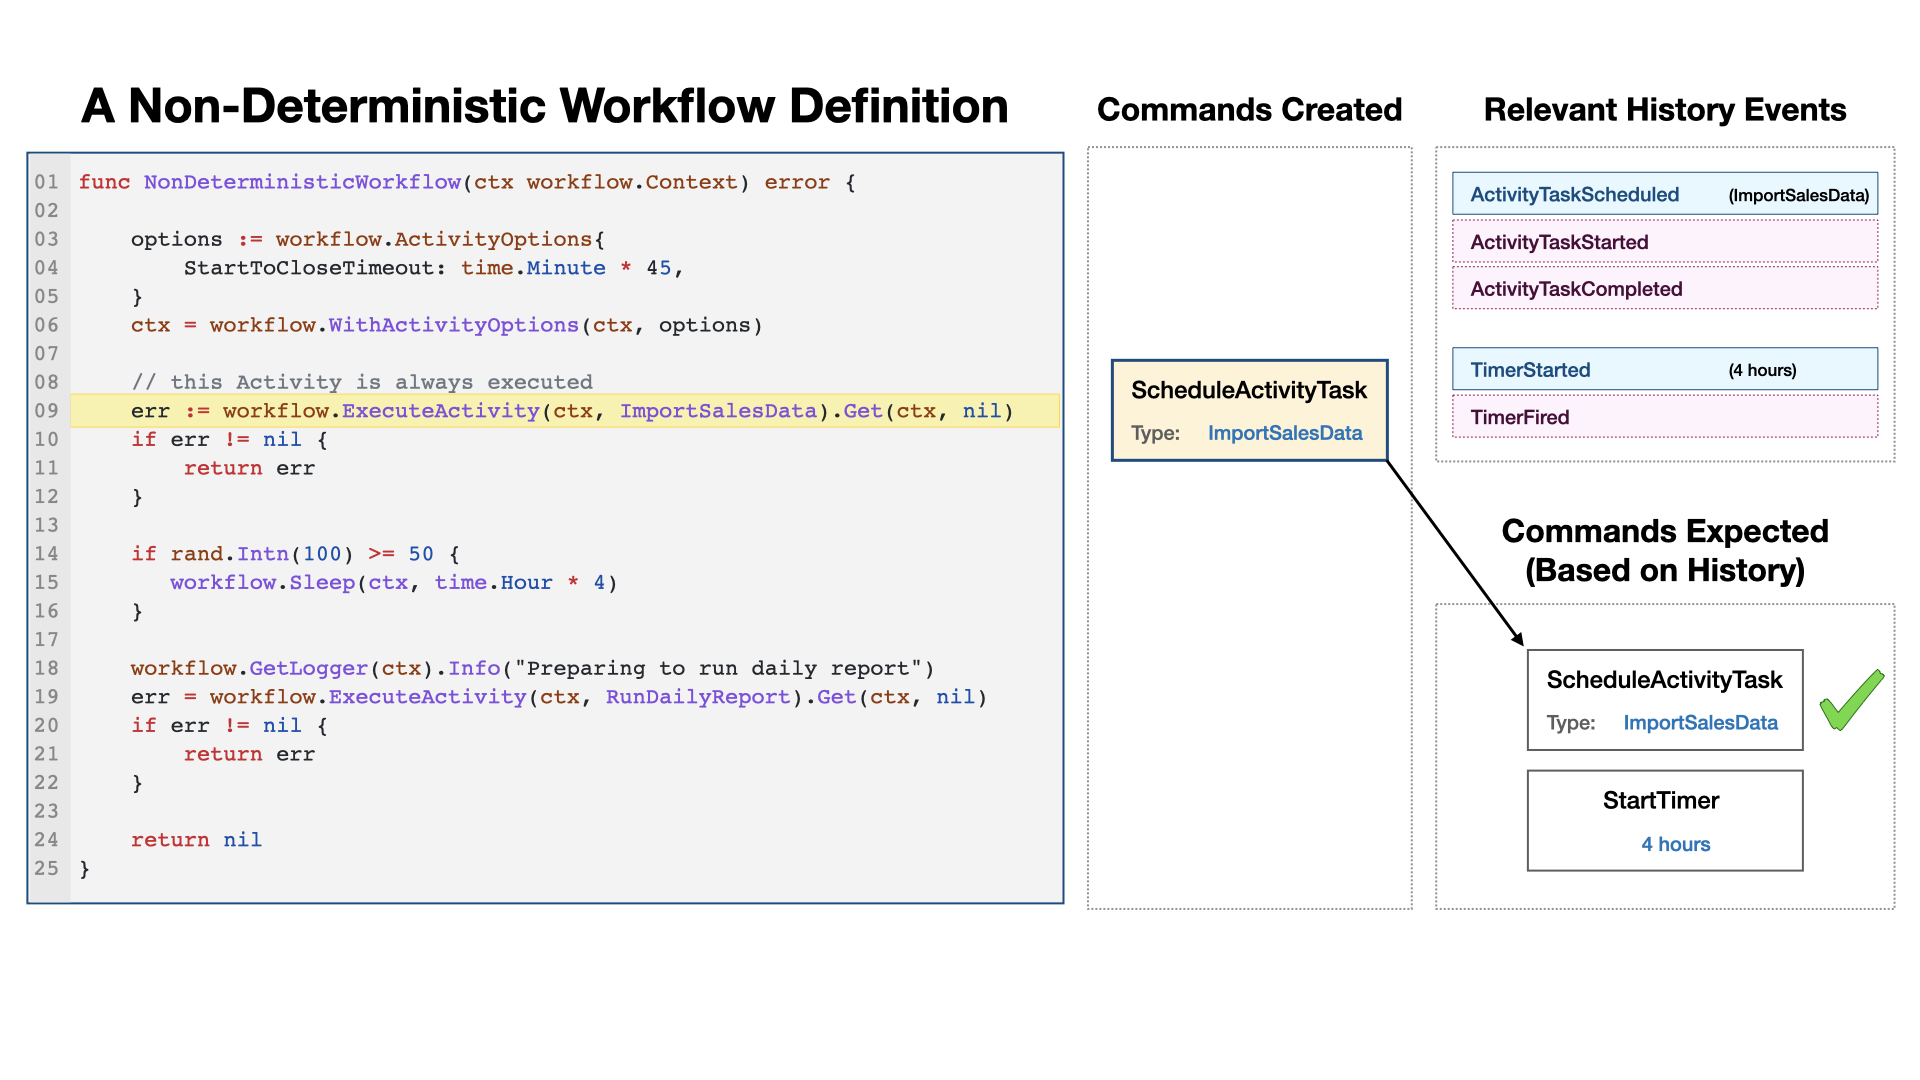 A Non-Deterministic Workflow Definition
01 func NonDeterministicWorkflow(ctx workflow.Context) error {
02
03     options := workflow.ActivityOptions{
04         StartToCloseTimeout: time.Minute * 45,
05     }
06     ctx = workflow.WithActivityOptions(ctx, options)
07
08     // this Activity is always executed
09     err := workflow.ExecuteActivity(ctx, ImportSalesData).Get(ctx, nil)
10     if err != nil {
11         return err
12     }
13
14     if rand.Intn(100) >= 50 {
15        workflow.Sleep(ctx, time.Hour * 4)
16     }
17
18     workflow.GetLogger(ctx).Info("Preparing to run daily report")
19     err = workflow.ExecuteActivity(ctx, RunDailyReport).Get(ctx, nil)
20     if err != nil {
21         return err
22     }
23
24     return nil
25 }
Commands Created
ScheduleActivityTask
Type: ImportSalesData
Relevant History Events
ActivityTaskScheduled (ImportSalesData)
ActivityTaskStarted
ActivityTaskCompleted
TimerStarted (4 hours)
TimerFired
Commands Expected
(Based on History)
ScheduleActivityTask
Type: ImportSalesData
StartTimer
4 hours